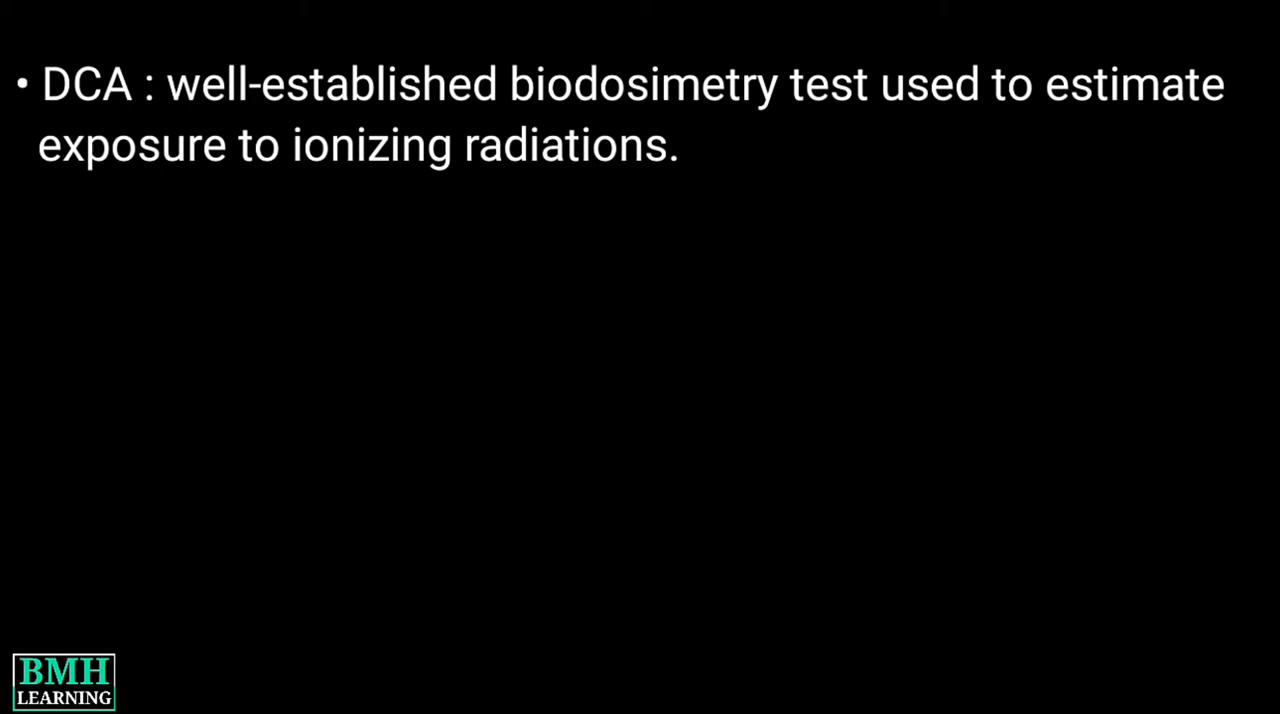 • DCA : well-established biodosimetry test used to estimate
exposure to ionizing radiations.
BMH
LEARNING